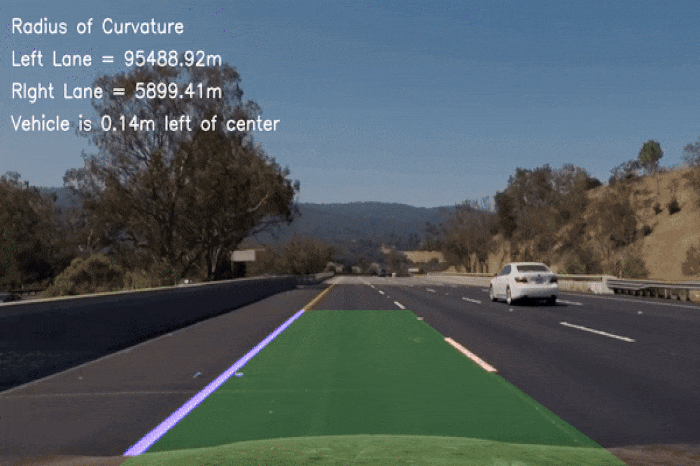 Radius of Curvature
Left Lane = 95488.92m
RIght Lane = 5899.41m
Vehicle is 0.14m left of center